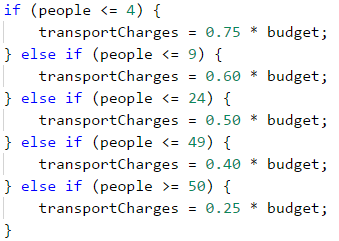 if (people <= 4) {
    transportCharges = 0.75 * budget;
} else if (people <= 9) {
    transportCharges = 0.60 * budget;
} else if (people <= 24) {
    transportCharges = 0.50 * budget;
} else if (people <= 49) {
    transportCharges = 0.40 * budget;
} else if (people >= 50) {
    transportCharges = 0.25 * budget;
}